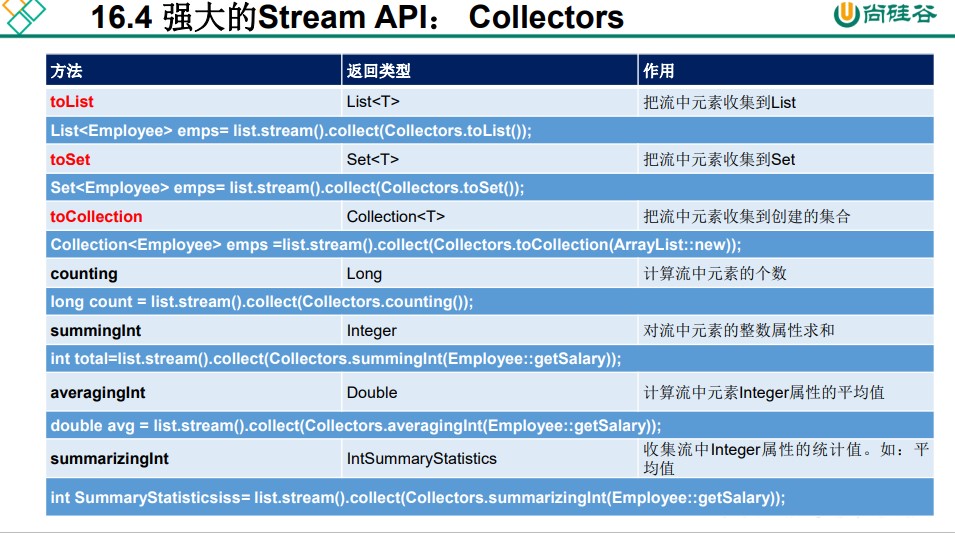 16.4 强大的Stream API： Collectors
尚硅谷
方法 返回类型 作用
toList List<T> 把流中元素收集到List
List<Employee> emps= list.stream().collect(Collectors.toList());
toSet Set<T> 把流中元素收集到Set
Set<Employee> emps= list.stream().collect(Collectors.toSet());
toCollection Collection<T> 把流中元素收集到创建的集合
Collection<Employee> emps =list.stream().collect(Collectors.toCollection(ArrayList::new));
counting Long 计算流中元素的个数
long count = list.stream().collect(Collectors.counting());
summingInt Integer 对流中元素的整数属性求和
int total=list.stream().collect(Collectors.summingInt(Employee::getSalary));
averagingInt Double 计算流中元素Integer属性的平均值
double avg = list.stream().collect(Collectors.averagingInt(Employee::getSalary));
summarizingInt IntSummaryStatistics 收集流中Integer属性的统计值。如：平
均值
int SummaryStatisticsiss= list.stream().collect(Collectors.summarizingInt(Employee::getSalary));